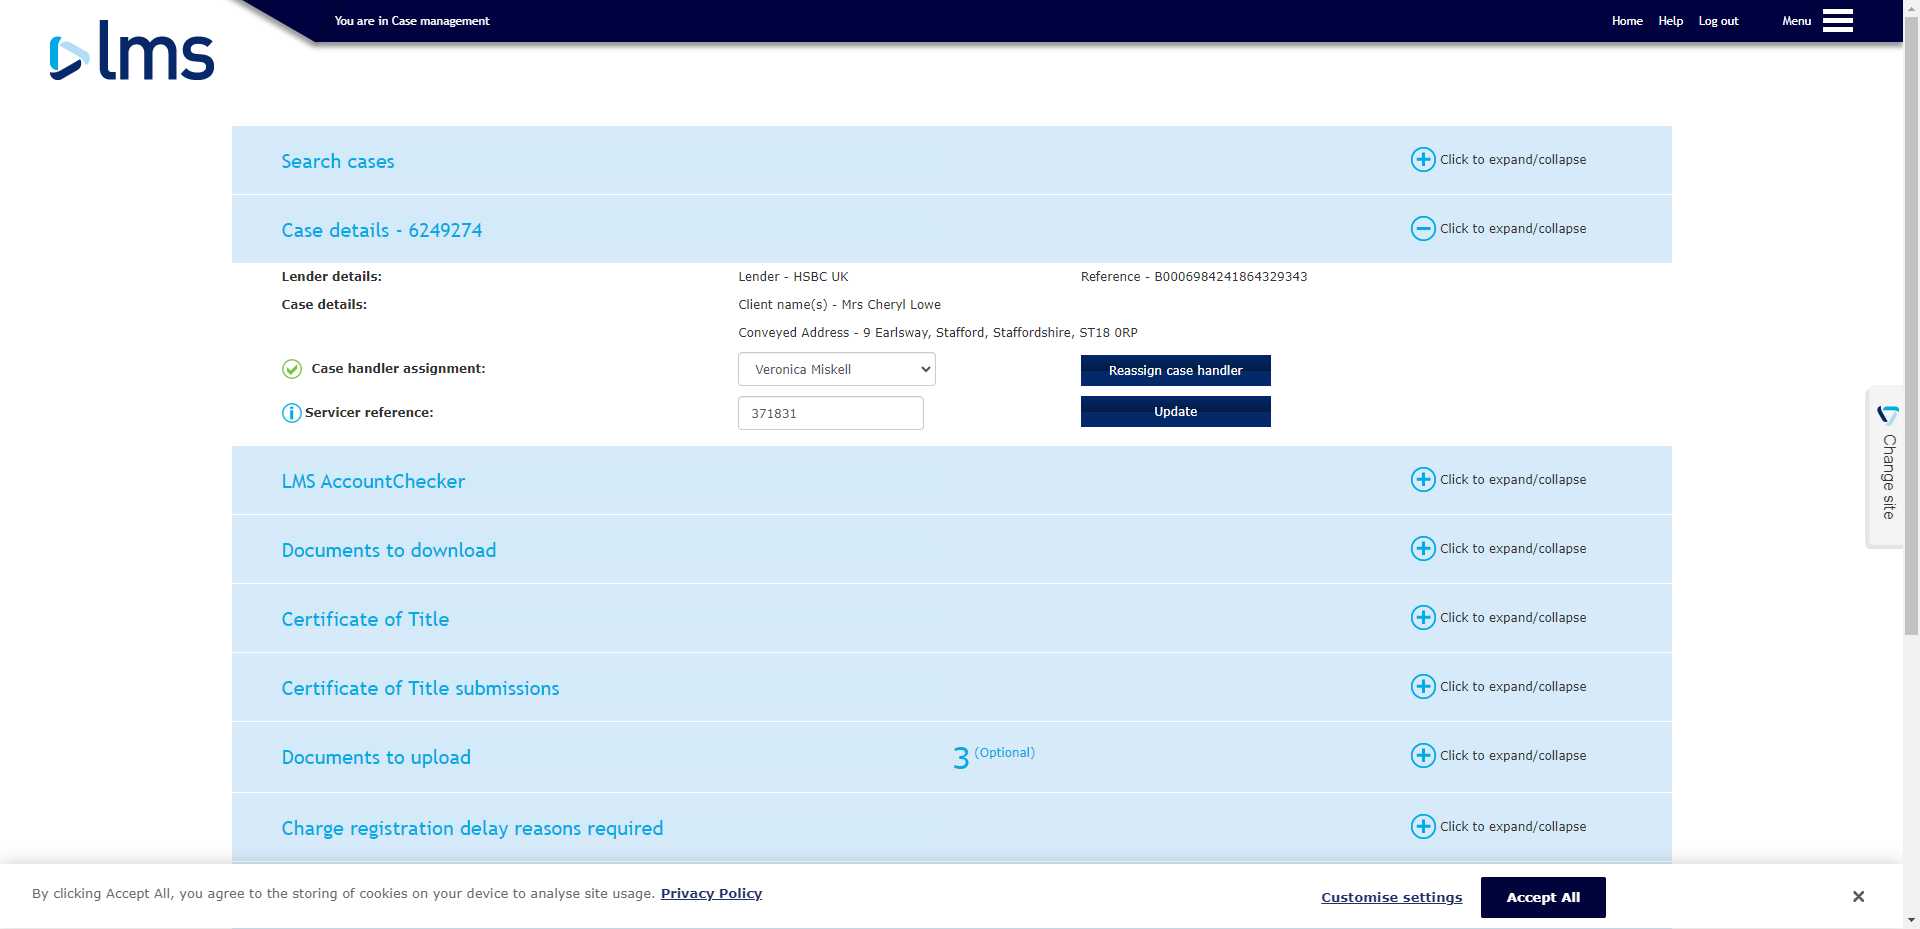 You are in Case management
Home Help Log out Menu
lms
Search cases
Click to expand/collapse
Case details - 6249274
Click to expand/collapse
Lender details: Lender - HSBC UK Reference - B0006984241864329343
Case details: Client name(s) - Mrs Cheryl Lowe
Conveyed Address - 9 Earlsway, Stafford, Staffordshire, ST18 0RP
Case handler assignment: Veronica Miskell Reassign case handler
Servicer reference: 371831 Update
Change site
LMS AccountChecker
Click to expand/collapse
Documents to download
Click to expand/collapse
Certificate of Title
Click to expand/collapse
Certificate of Title submissions
Click to expand/collapse
Documents to upload 3 (Optional)
Click to expand/collapse
Charge registration delay reasons required
Click to expand/collapse
By clicking Accept All, you agree to the storing of cookies on your device to analyse site usage. Privacy Policy
Customise settings Accept All